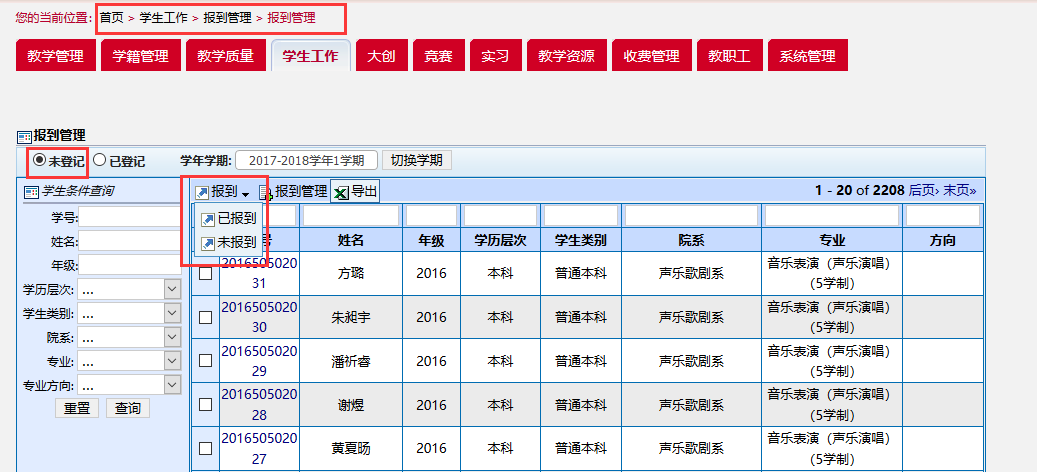 您的当前位置: 首页 > 学生工作 > 报到管理 > 报到管理
教学管理 学籍管理 教学质量 学生工作 大创 竞赛 实习 教学资源 收费管理 教职工 系统管理
报到管理
未登记 已登记 学年学期: 2017-2018学年1学期 切换学期
学生条件查询
学号:
姓名:
年级:
学历层次: ...
学生类别: ...
院系: ...
专业: ...
专业方向: ...
重置 查询
报到 报到管理 导出 1 - 20 of 2208 后页› 末页»
已报到
未报到
号 姓名 年级 学历层次 学生类别 院系 专业 方向
2016505020
31 方璐 2016 本科 普通本科 声乐歌剧系 音乐表演（声乐演唱）
(5学制)
2016505020
30 朱昶宇 2016 本科 普通本科 声乐歌剧系 音乐表演（声乐演唱）
(5学制)
2016505020
29 潘祈睿 2016 本科 普通本科 声乐歌剧系 音乐表演（声乐演唱）
(5学制)
2016505020
28 谢煜 2016 本科 普通本科 声乐歌剧系 音乐表演（声乐演唱）
(5学制)
2016505020
27 黄夏旸 2016 本科 普通本科 声乐歌剧系 音乐表演（声乐演唱）
(5学制)